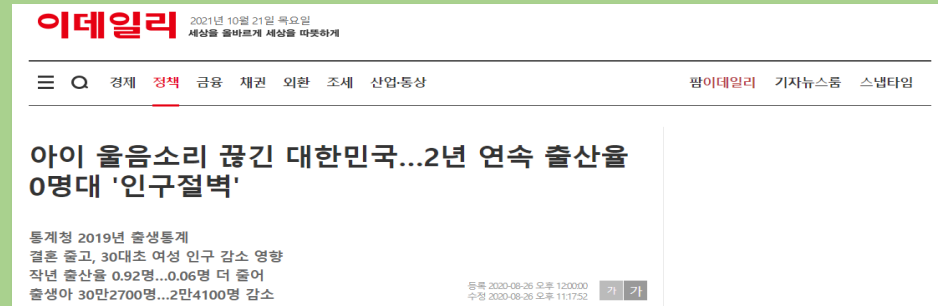 이데일리 2021년 10월 21일 목요일
세상을 올바르게 세상을 따뜻하게
경제 정책 금융 채권 외환 조세 산업·통상 팜이데일리 기자뉴스룸 스냅타임
아이 울음소리 끊긴 대한민국...2년 연속 출산율
0명대 '인구절벽'
통계청 2019년 출생통계
결혼 줄고, 30대초 여성 인구 감소 영향
작년 출산율 0.92명...0.06명 더 줄어
출생아 30만2700명...2만4100명 감소
등록 2020-08-26 오후 12:00:00
수정 2020-08-26 오후 11:17:52
가 가